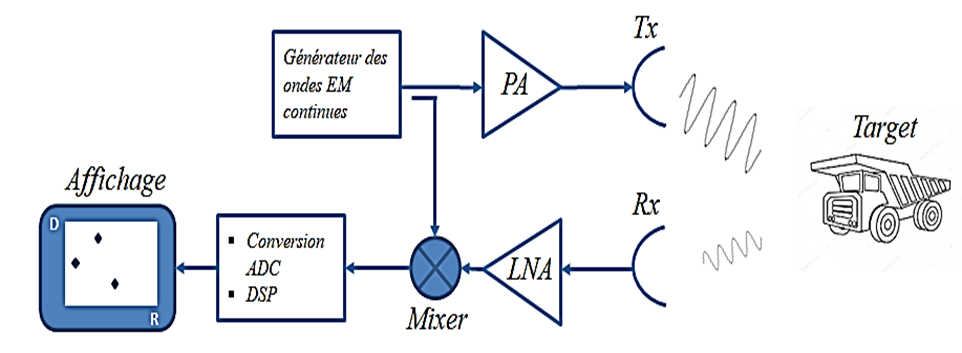 Générateur des
ondes EM
continues
PA
Tx
Target
Affichage
D
R
▪ Conversion
ADC
▪ DSP
Mixer
LNA
Rx